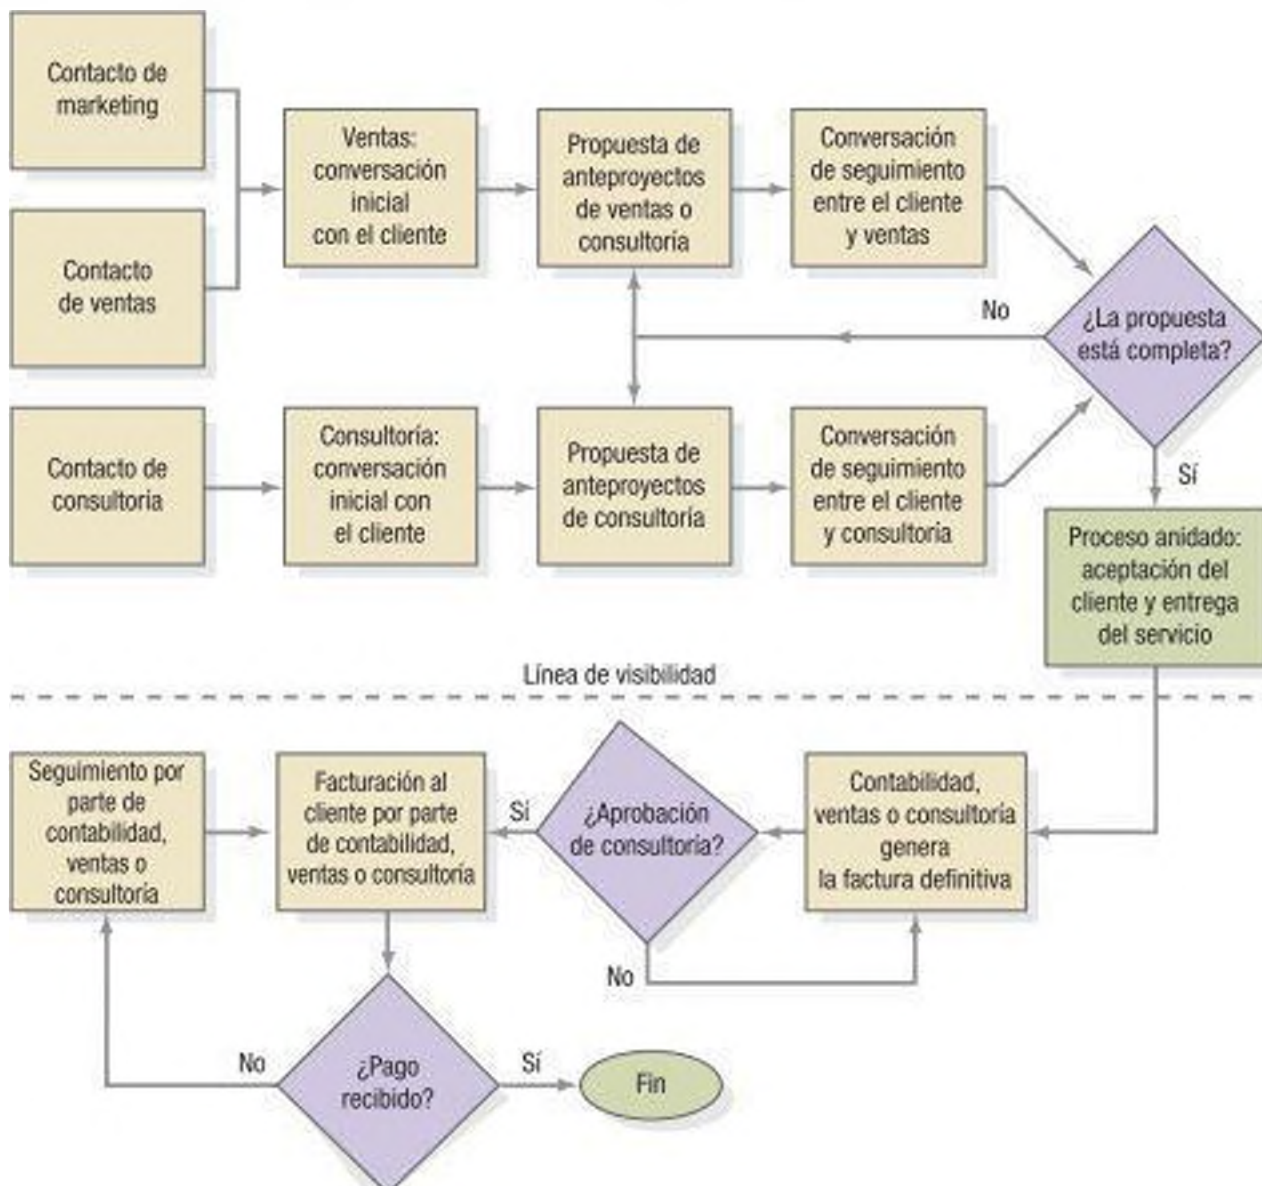 Contacto de
marketing
Contacto
de ventas
Ventas:
conversación
inicial
con el cliente
Propuesta de
anteproyectos
de ventas o
consultoría
Conversación
de seguimiento
entre el cliente
y ventas
¿La propuesta
está completa?
No
Sí
Contacto de
consultoría
Consultoría:
conversación
inicial con
el cliente
Propuesta de
anteproyectos
de consultoría
Conversación
de seguimiento
entre el cliente
y consultoría
Proceso anidado:
aceptación del
cliente y entrega
del servicio
Línea de visibilidad
Seguimiento por
parte de
contabilidad,
ventas o
consultoría
Facturación al
cliente por parte
de contabilidad,
ventas o consultoría
Sí
¿Aprobación
de consultoría?
No
Contabilidad,
ventas o consultoría
genera
la factura definitiva
No
¿Pago
recibido?
Sí
Fin